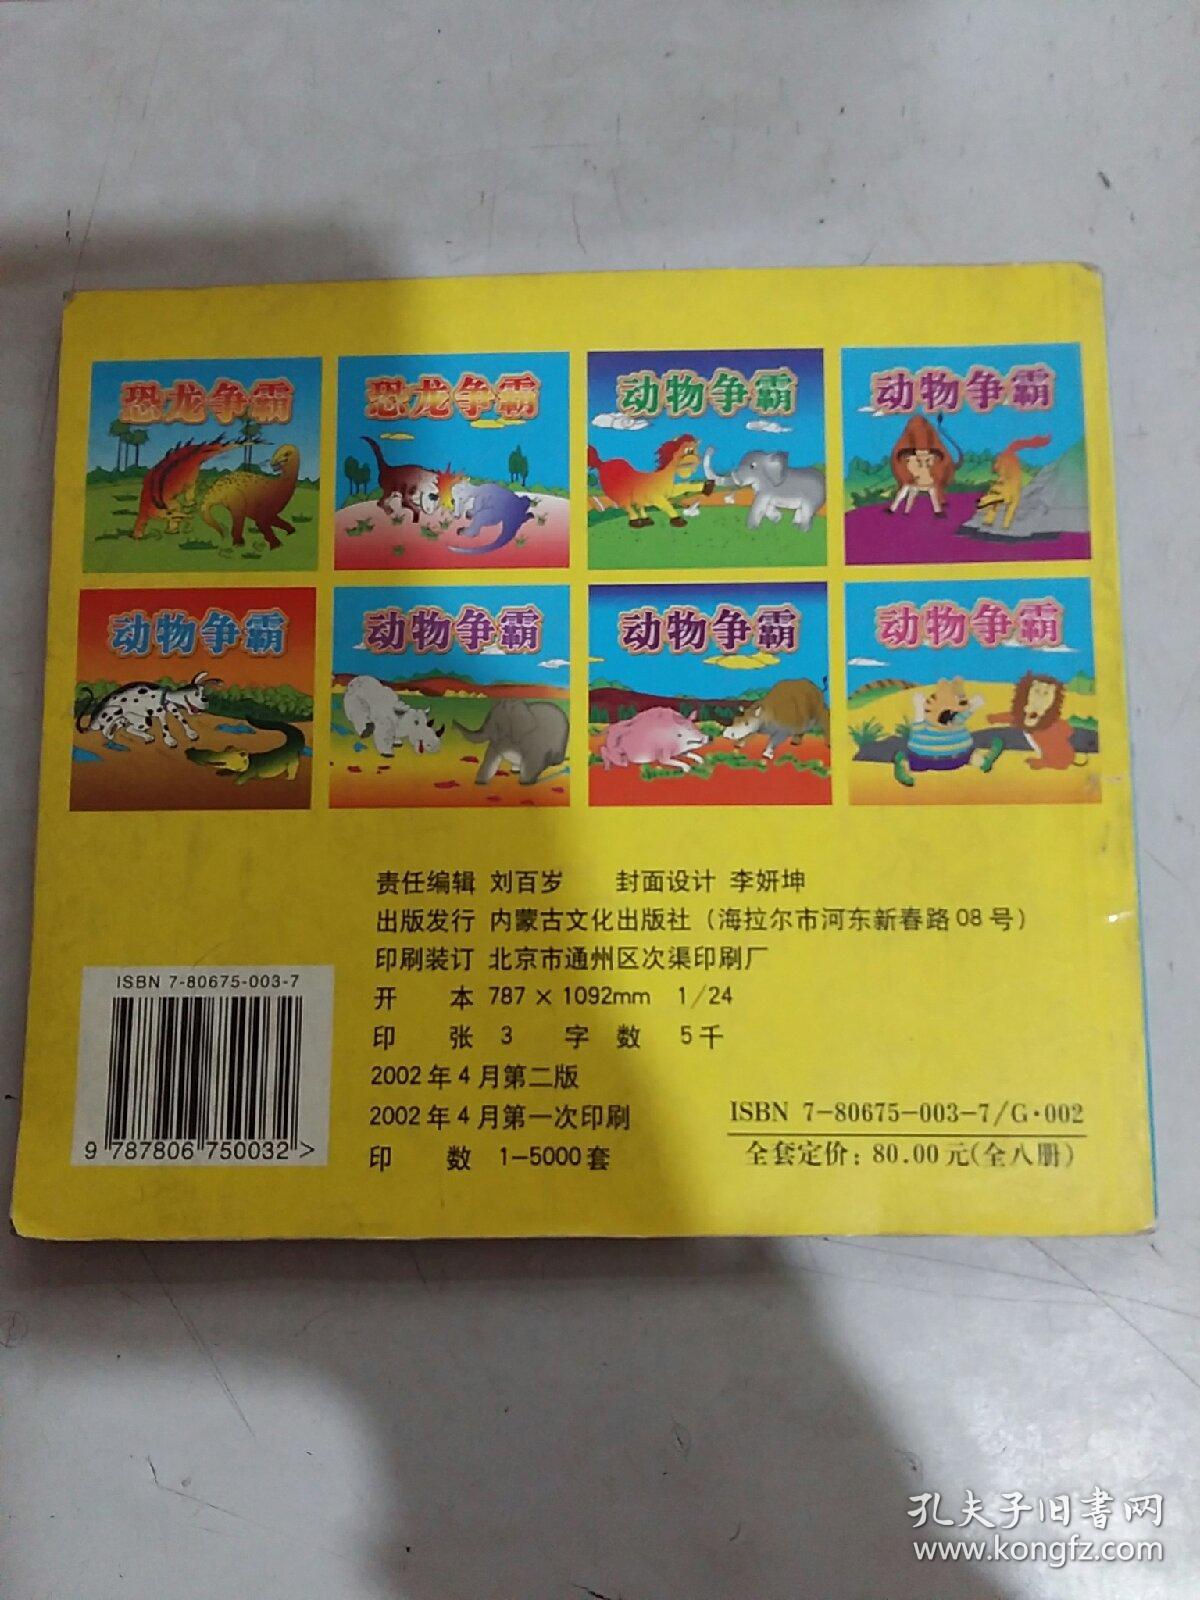 恐龙争霸 恐龙争霸 动物争霸 动物争霸
动物争霸 动物争霸 动物争霸 动物争霸
责任编辑 刘百岁 封面设计 李妍坤
出版发行 内蒙古文化出版社（海拉尔市河东新春路08号）
印刷装订 北京市通州区次渠印刷厂
开 本 787×1092mm 1/24
印 张 3 字 数 5千
2002年4月第二版
2002年4月第一次印刷
印 数 1-5000套
ISBN 7-80675-003-7
9 787806 750032 >
ISBN 7-80675-003-7/G·002
全套定价：80.00元(全八册)
孔夫子旧书网
www.kongfz.com